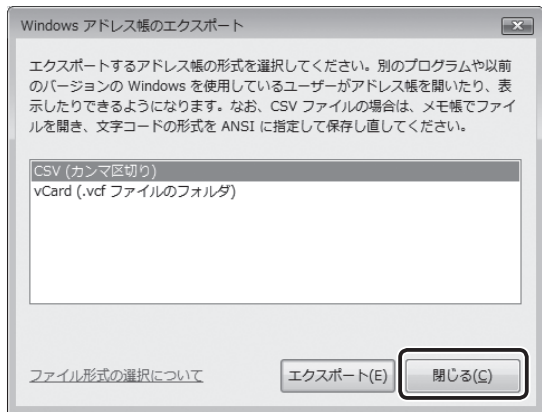 Windows アドレス帳のエクスポート
エクスポートするアドレス帳の形式を選択してください。別のプログラムや以前
のバージョンの Windows を使用しているユーザーがアドレス帳を開いたり、表
示したりできるようになります。なお、CSV ファイルの場合は、メモ帳でファイ
ルを開き、文字コードの形式を ANSI に指定して保存し直してください。
CSV (カンマ区切り)
vCard (.vcf ファイルのフォルダ)
ファイル形式の選択について
エクスポート(E)
閉じる(C)